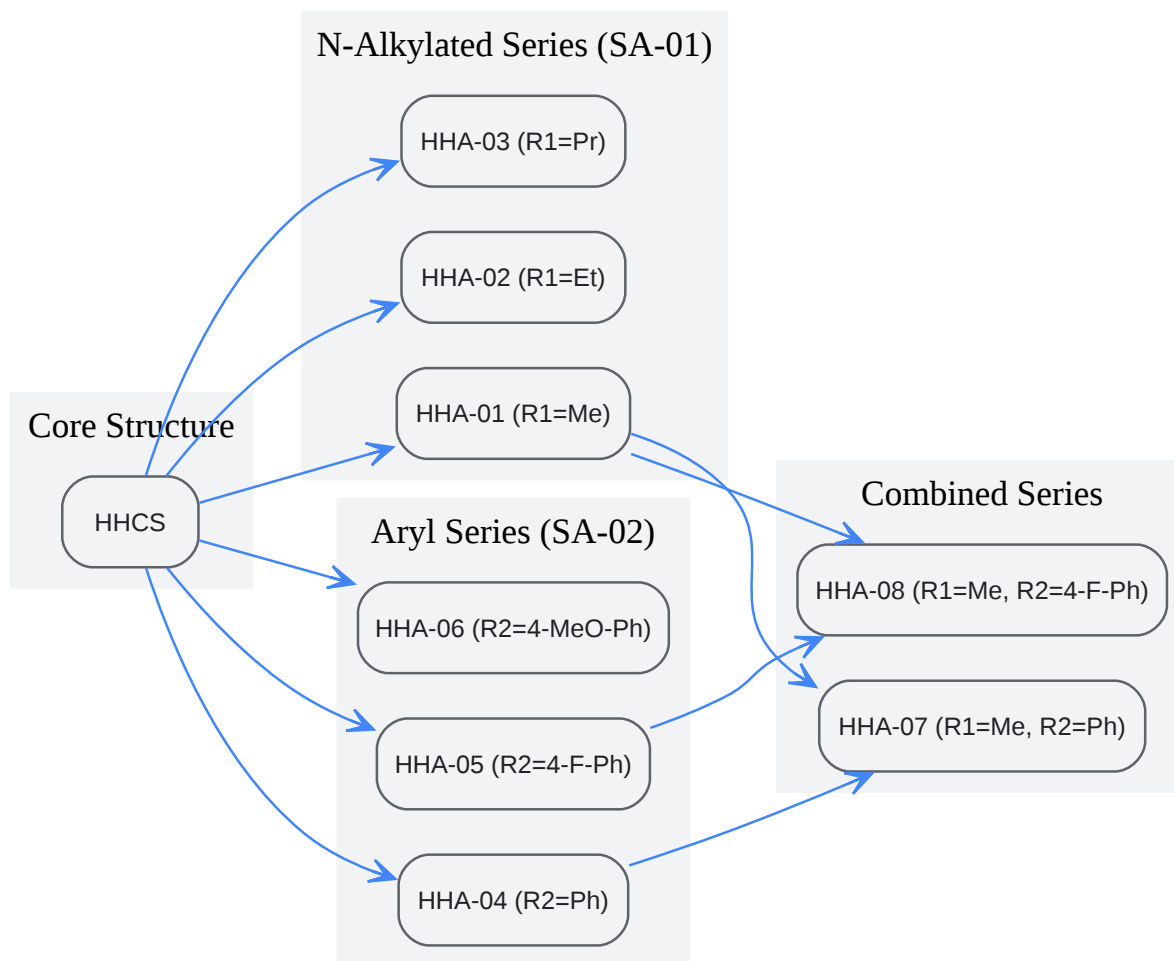 N-Alkylated Series (SA-01)
HHA-03 (R1=Pr)
HHA-02 (R1=Et)
HHA-01 (R1=Me)
Core Structure
HHCS
Aryl Series (SA-02)
HHA-06 (R2=4-MeO-Ph)
HHA-05 (R2=4-F-Ph)
HHA-04 (R2=Ph)
Combined Series
HHA-08 (R1=Me, R2=4-F-Ph)
HHA-07 (R1=Me, R2=Ph)